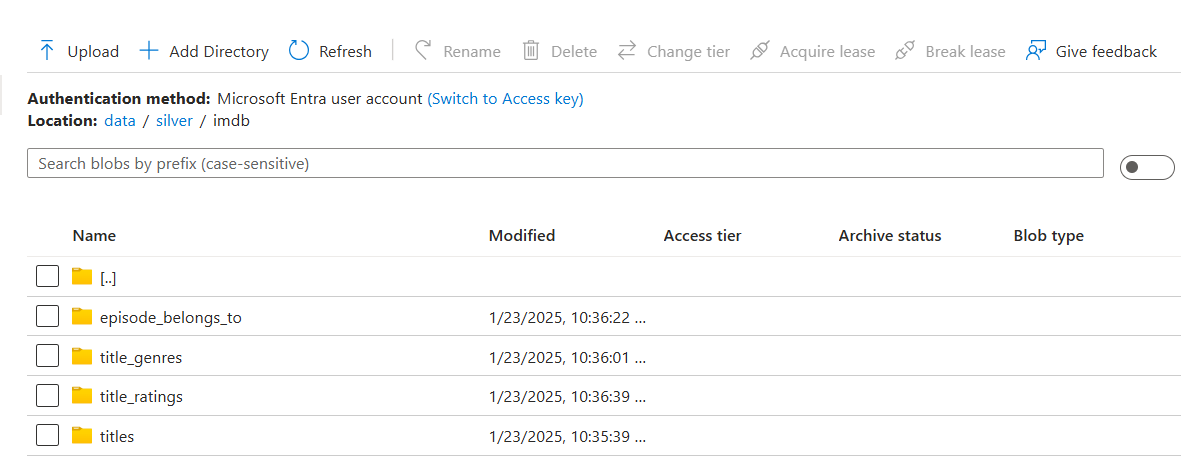 Upload Add Directory Refresh Rename Delete Change tier Acquire lease Break lease Give feedback
Authentication method: Microsoft Entra user account (Switch to Access key)
Location: data / silver / imdb
Search blobs by prefix (case-sensitive)
Name Modified Access tier Archive status Blob type
[..]
episode_belongs_to 1/23/2025, 10:36:22 ...
title_genres 1/23/2025, 10:36:01 ...
title_ratings 1/23/2025, 10:36:39 ...
titles 1/23/2025, 10:35:39 ...